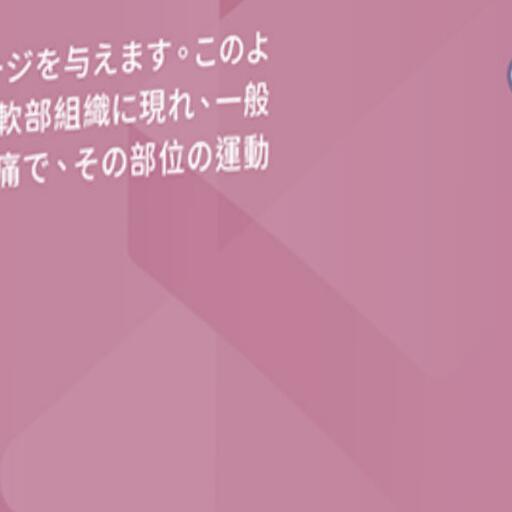 ージを与えます。このよ
軟部組織に現れ、一般
痛で、その部位の運動